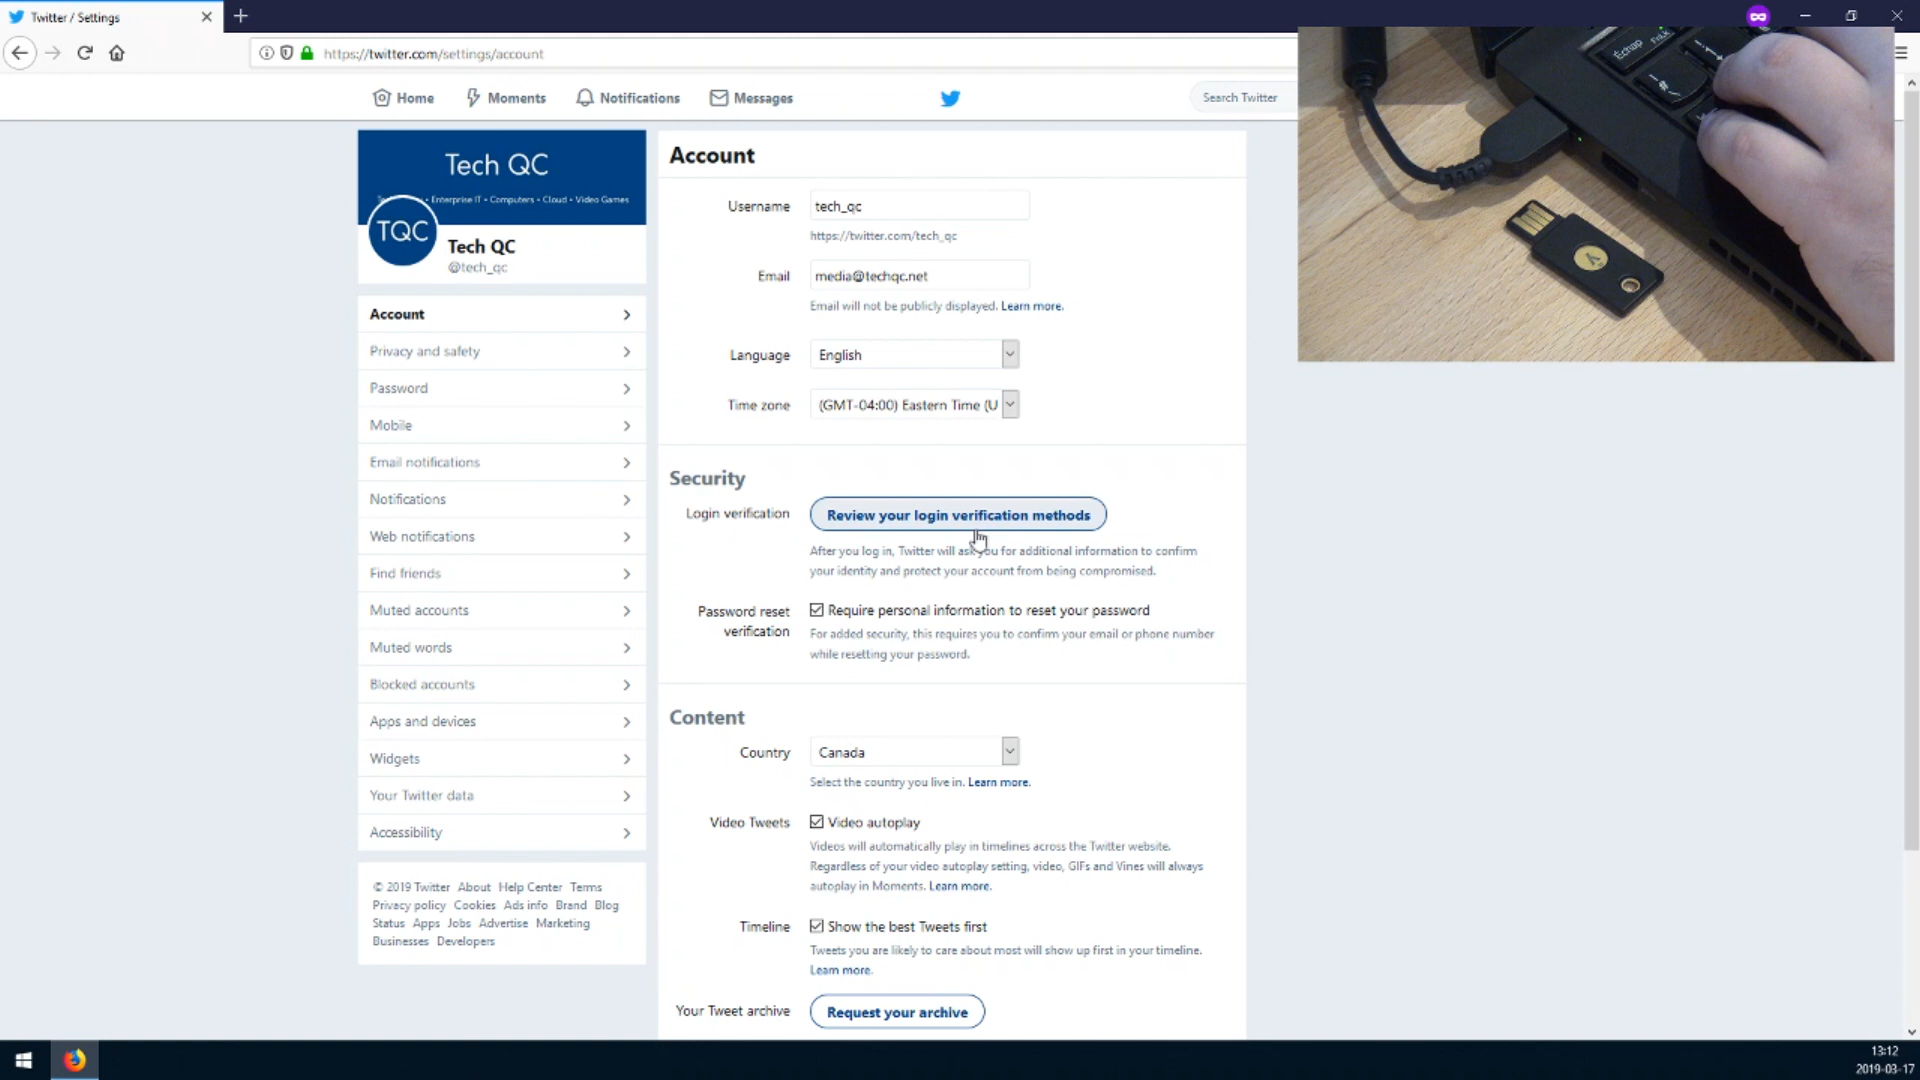 Twitter / Settings
https://twitter.com/settings/account
Home
Moments
Notifications
Messages
Search Twitter
Echap
FnLk
Tech QC
Enterprise IT • Computers • Cloud • Video Games
TQC
Tech QC
@tech_qc
Account
Privacy and safety
Password
Mobile
Email notifications
Notifications
Web notifications
Find friends
Muted accounts
Muted words
Blocked accounts
Apps and devices
Widgets
Your Twitter data
Accessibility
© 2019 Twitter About Help Center Terms
Privacy policy Cookies Ads info Brand Blog
Status Apps Jobs Advertise Marketing
Businesses Developers
Account
Username tech_qc
https://twitter.com/tech_qc
Email media@techqc.net
Email will not be publicly displayed. Learn more.
Language English
Time zone (GMT-04:00) Eastern Time (U
Security
Login verification Review your login verification methods
After you log in, Twitter will ask you for additional information to confirm
your identity and protect your account from being compromised.
Password reset
verification
Require personal information to reset your password
For added security, this requires you to confirm your email or phone number
while resetting your password.
Content
Country Canada
Select the country you live in. Learn more.
Video Tweets Video autoplay
Videos will automatically play in timelines across the Twitter website.
Regardless of your video autoplay setting, video, GIFs and Vines will always
autoplay in Moments. Learn more.
Timeline Show the best Tweets first
Tweets you are likely to care about most will show up first in your timeline.
Learn more.
Your Tweet archive Request your archive
13:12
2019-03-17